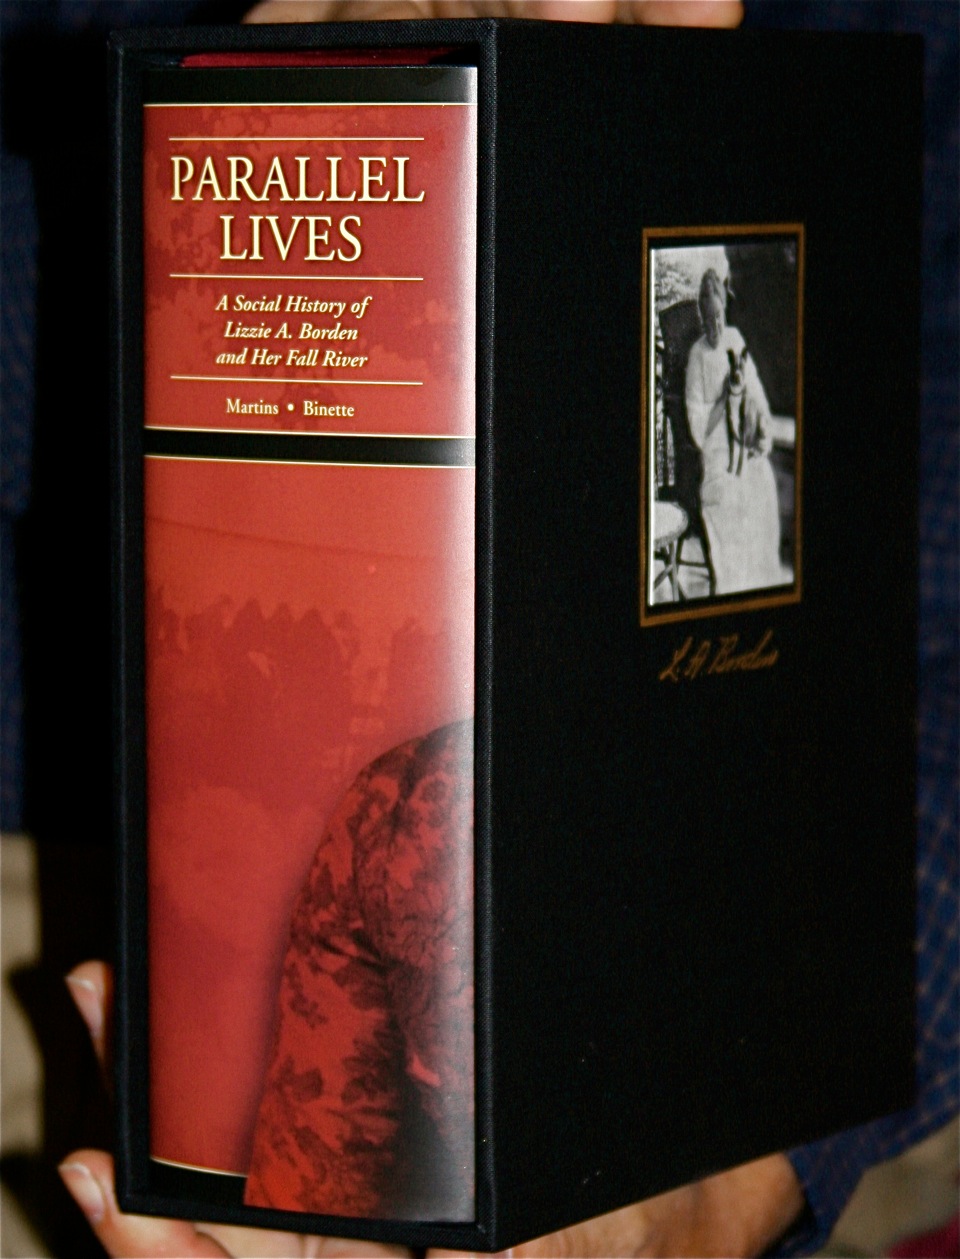 PARALLEL
LIVES
A Social History of
Lizzie A. Borden
and Her Fall River
Martins • Binette
L. A. Borden